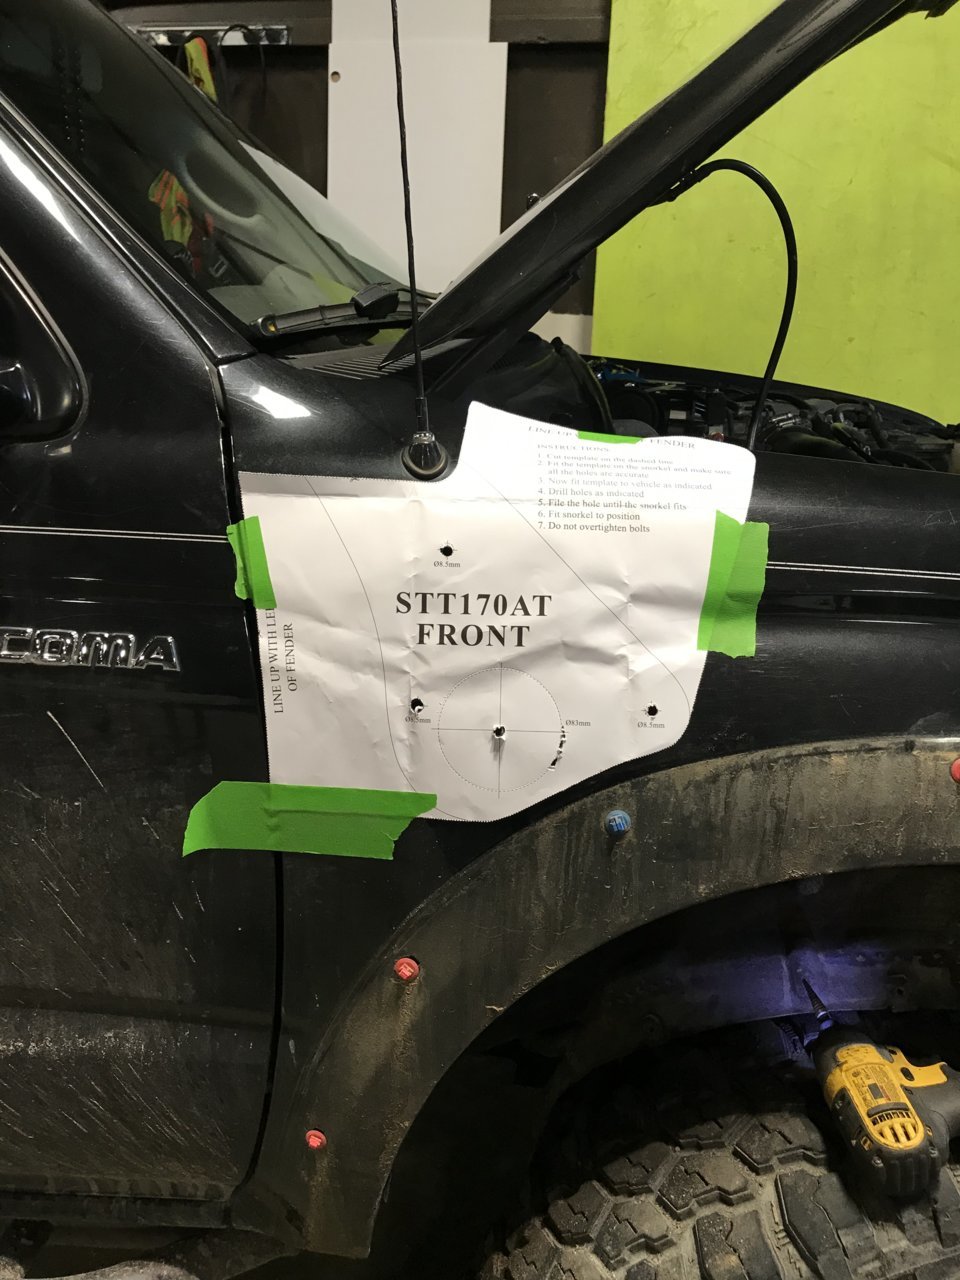 LINE UP FENDER
INSTRUCTIONS:
1. Cut template on the dashed line
2. Fit the template on the snorkel and make sure
all the holes are accurate
3. Now fit template to vehicle as indicated
4. Drill holes as indicated
5. File the hole until the snorkel fits
6. Fit snorkel to position
7. Do not overtighten bolts
Ø8.5mm
STT170AT
FRONT
LINE UP WITH
OF FENDER
COMA
Ø8.5mm
Ø83mm
Ø8.5mm